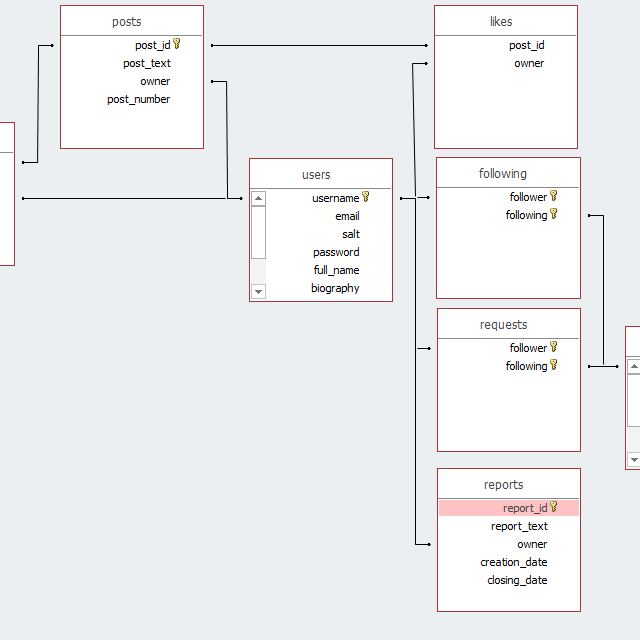 posts
post_id
post_text
owner
post_number
likes
post_id
owner
users
username
email
salt
password
full_name
biography
following
follower
following
requests
follower
following
reports
report_id
report_text
owner
creation_date
closing_date